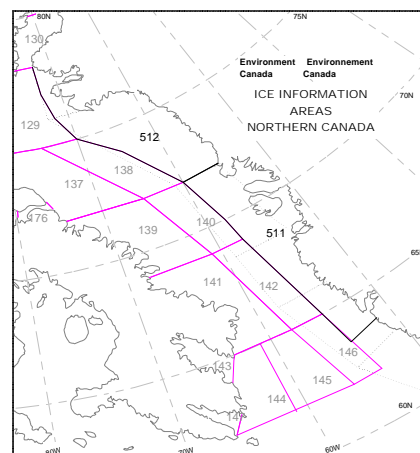 80N
75N
130
Environment Environnement
Canada Canada
ICE INFORMATION
AREAS
NORTHERN CANADA
70N
129
512
138
137
176
139
140
511
141
142
65N
143
146
145
144
60N
80W
70W
60W